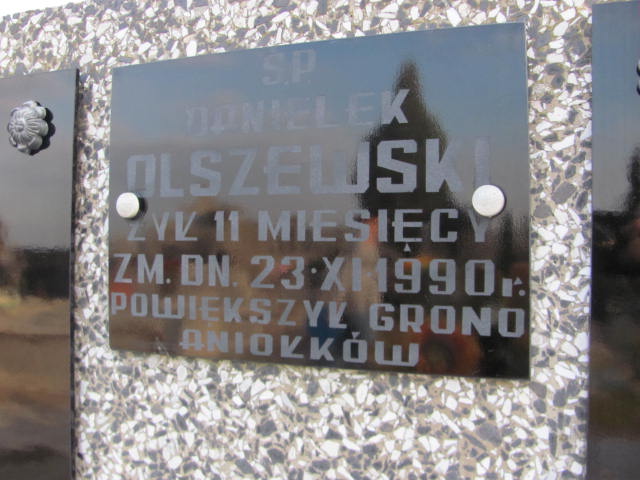 S.P.
DANIELEK
OLSZEWSKI
ŻYŁ 11 MIESIĘCY
ZM. DN. 23·XI·1990r.
POWIĘKSZYŁ GRONO
ANIOŁKÓW